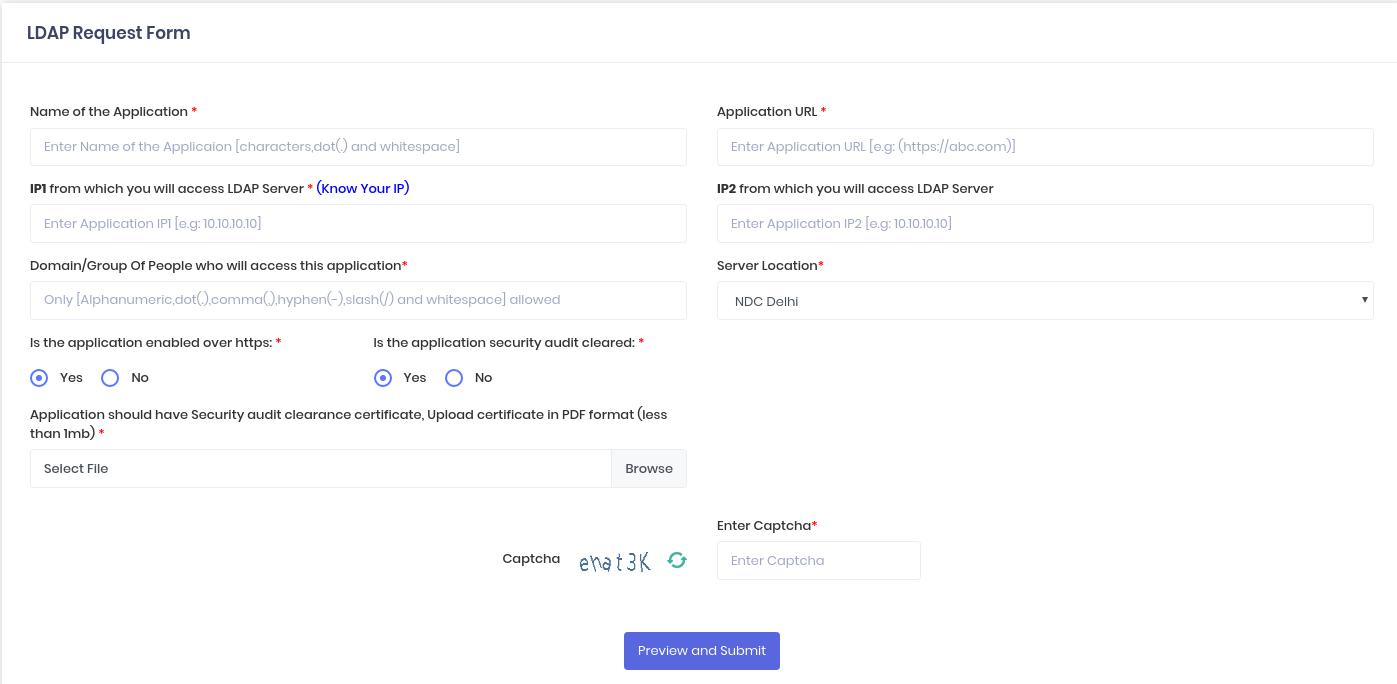 LDAP Request Form
Name of the Application *
Application URL *
Enter Name of the Applicaion [characters,dot(.) and whitespace]
Enter Application URL [e.g: (https://abc.com)]
IP1 from which you will access LDAP Server * (Know Your IP)
IP2 from which you will access LDAP Server
Enter Application IP1 [e.g: 10.10.10.10]
Enter Application IP2 [e.g: 10.10.10.10]
Domain/Group Of People who will access this application*
Server Location*
Only [Alphanumeric,dot(.),comma(,),hyphen(-),slash(/) and whitespace] allowed
NDC Delhi
Is the application enabled over https: *
Is the application security audit cleared: *
Yes No
Yes No
Application should have Security audit clearance certificate, Upload certificate in PDF format (less
than 1mb) *
Select File
Browse
Enter Captcha*
Captcha enat3K
Enter Captcha
Preview and Submit